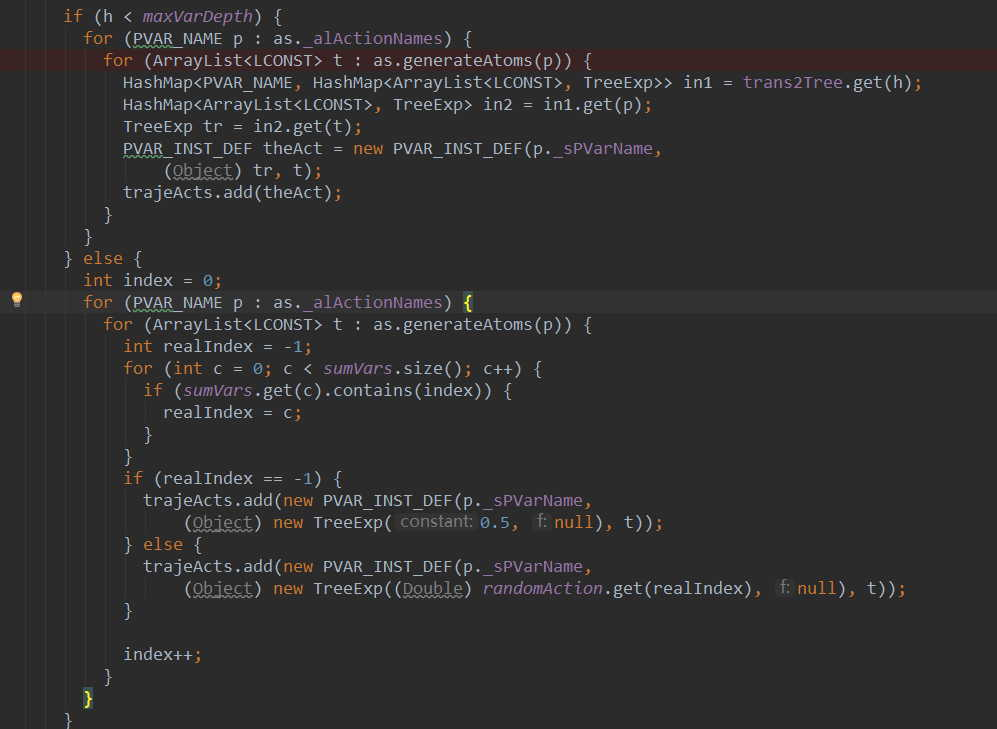 if (h < maxVarDepth) {
for (PVAR_NAME p : as._alActionNames) {
for (ArrayList<LCONST> t : as.generateAtoms(p)) {
HashMap<PVAR_NAME, HashMap<ArrayList<LCONST>, TreeExp>> in1 = trans2Tree.get(h);
HashMap<ArrayList<LCONST>, TreeExp> in2 = in1.get(p);
TreeExp tr = in2.get(t);
PVAR_INST_DEF theAct = new PVAR_INST_DEF(p._sPVarName,
(Object) tr, t);
trajeActs.add(theAct);
}
}
} else {
int index = 0;
for (PVAR_NAME p : as._alActionNames) {
for (ArrayList<LCONST> t : as.generateAtoms(p)) {
int realIndex = -1;
for (int c = 0; c < sumVars.size(); c++) {
if (sumVars.get(c).contains(index)) {
realIndex = c;
}
}
if (realIndex == -1) {
trajeActs.add(new PVAR_INST_DEF(p._sPVarName,
(Object) new TreeExp( constant: 0.5, f: null), t));
} else {
trajeActs.add(new PVAR_INST_DEF(p._sPVarName,
(Object) new TreeExp((Double) randomAction.get(realIndex), f: null), t));
}
index++;
}
}
}